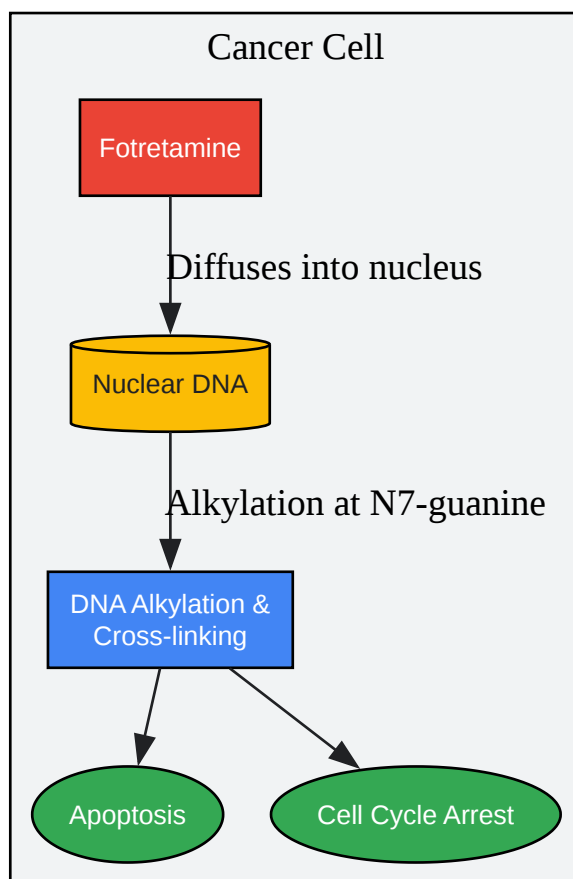 Cancer Cell
Fotretamine
Diffuses into nucleus
Nuclear DNA
Alkylation at N7-guanine
DNA Alkylation &
Cross-linking
Apoptosis
Cell Cycle Arrest